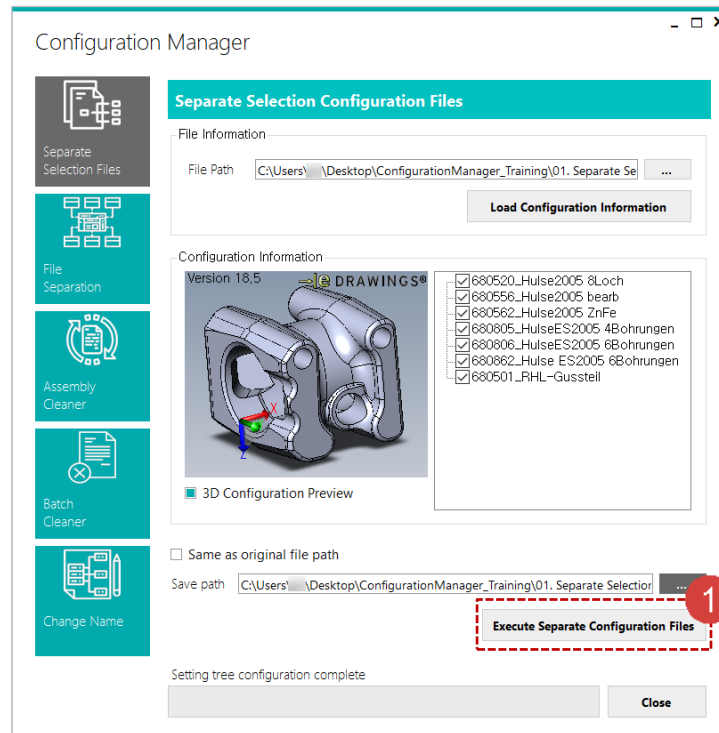 Configuration Manager
Separate
Selection Files
File
Separation
Assembly
Cleaner
Batch
Cleaner
Change Name
Separate Selection Configuration Files
File Information
File Path
C:\Users\ \Desktop\ConfigurationManager_Training\01. Separate Se
...
Load Configuration Information
Configuration Information
Version 18,5
eDRAWINGS®
X
Z
680520_Hulse2005 8Loch
680556_Hulse2005 bearb
680562_Hulse2005 ZnFe
680805_HulseES2005 4Bohrungen
680806_HulseES2005 6Bohrungen
680862_Hulse ES2005 6Bohrungen
680501_RHL-Gussteil
3D Configuration Preview
Same as original file path
Save path
C:\Users\ \Desktop\ConfigurationManager_Training\01. Separate Selection
...
1
Execute Separate Configuration Files
Setting tree configuration complete
Close